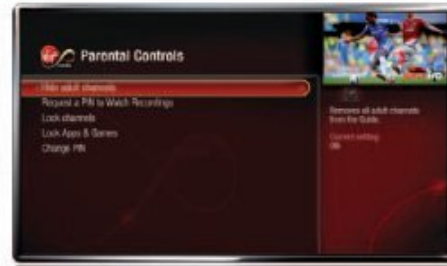 Parental Controls
Hide adult channels
Request a PIN to Watch Recordings
Lock channels
Lock Apps & Games
Change PIN
Removes all adult channels
from the Guide.
Current setting: